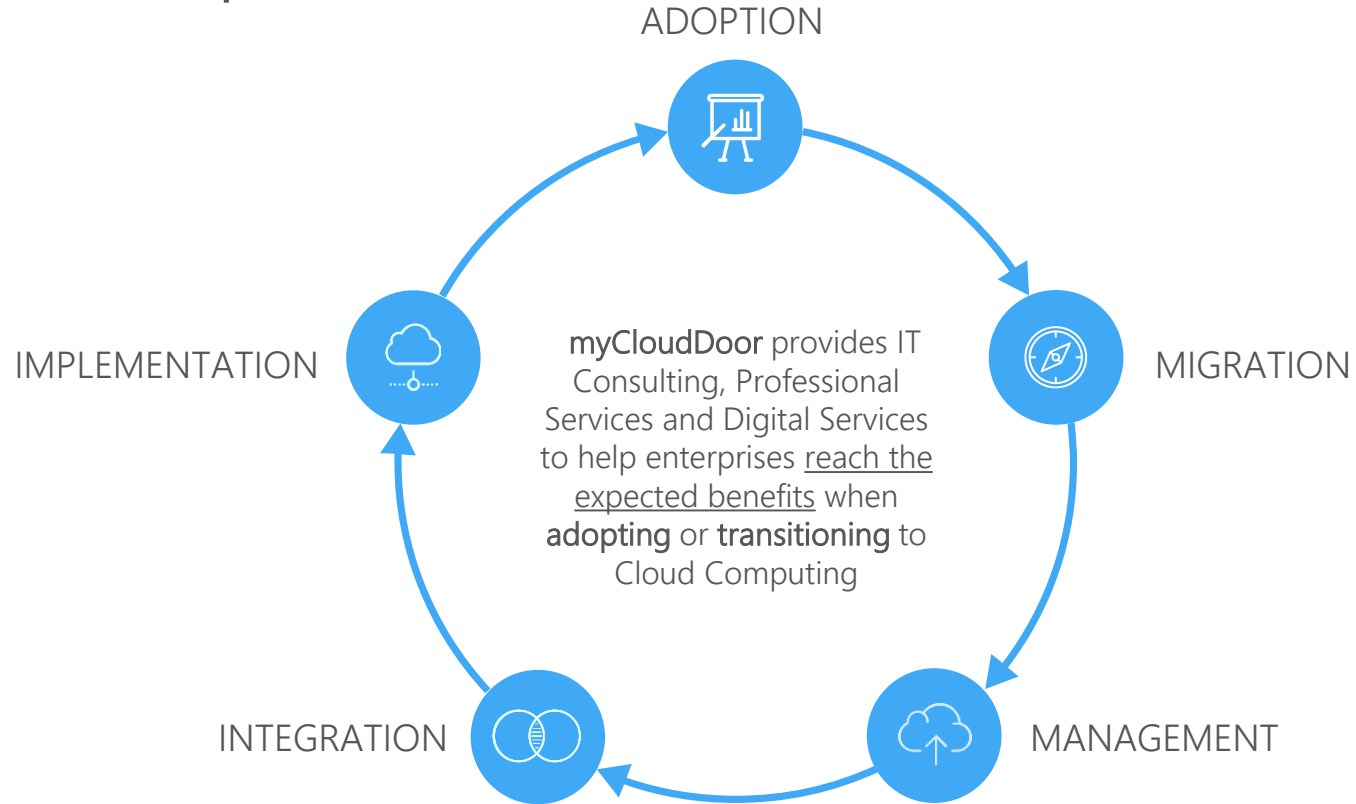 ADOPTION
IMPLEMENTATION
myCloudDoor provides IT
Consulting, Professional
Services and Digital Services
to help enterprises reach the
expected benefits when
adopting or transitioning to
Cloud Computing
MIGRATION
INTEGRATION
MANAGEMENT